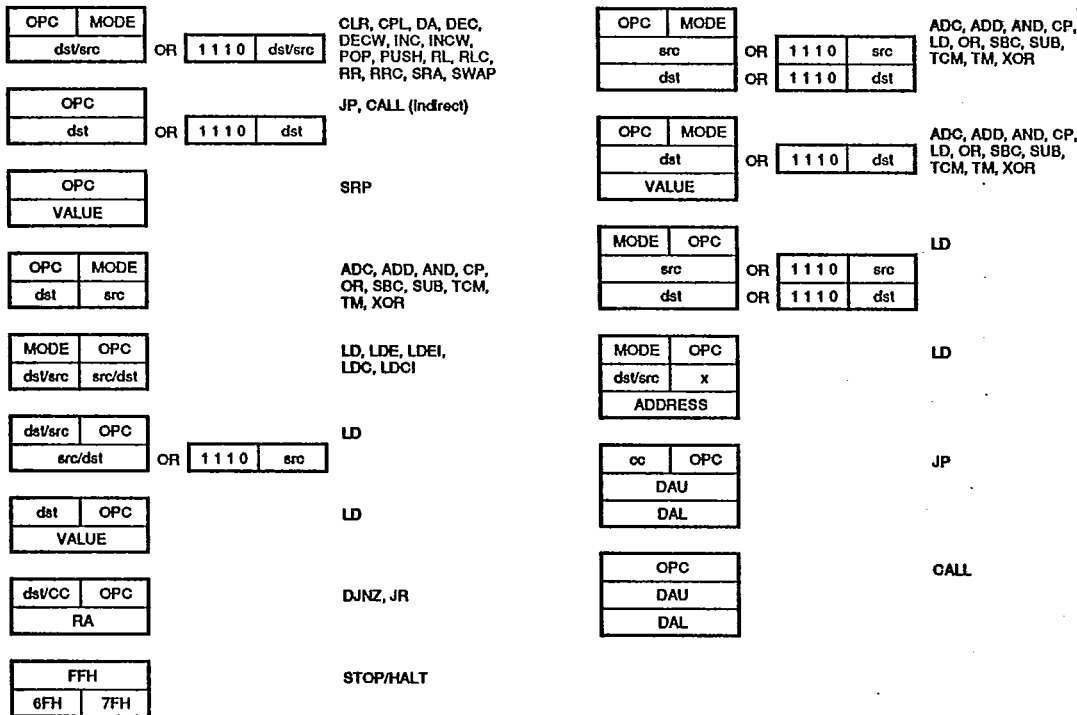 OPC MODE
dst/src OR 1 1 1 0 dst/src
CLR, CPL, DA, DEC,
DECW, INC, INCW,
POP, PUSH, RL, RLC,
RR, RRC, SRA, SWAP
OPC
dst OR 1 1 1 0 dst
JP, CALL (Indirect)
OPC
VALUE
SRP
OPC MODE
dst src
ADC, ADD, AND, CP,
OR, SBC, SUB, TCM,
TM, XOR
MODE OPC
dst/src src/dst
LD, LDE, LDEI,
LDC, LDCI
dst/src OPC
src/dst OR 1 1 1 0 src
LD
dst OPC
VALUE
LD
dst/CC OPC
RA
DJNZ, JR
FFH
6FH 7FH
STOP/HALT
OPC MODE
src OR 1 1 1 0 src
dst OR 1 1 1 0 dst
ADC, ADD, AND, CP,
LD, OR, SBC, SUB,
TCM, TM, XOR
OPC MODE
dst OR 1 1 1 0 dst
VALUE
ADC, ADD, AND, CP,
LD, OR, SBC, SUB,
TCM, TM, XOR
MODE OPC
src OR 1 1 1 0 src
dst OR 1 1 1 0 dst
LD
MODE OPC
dst/src x
ADDRESS
LD
cc OPC
DAU
DAL
JP
OPC
DAU
DAL
CALL